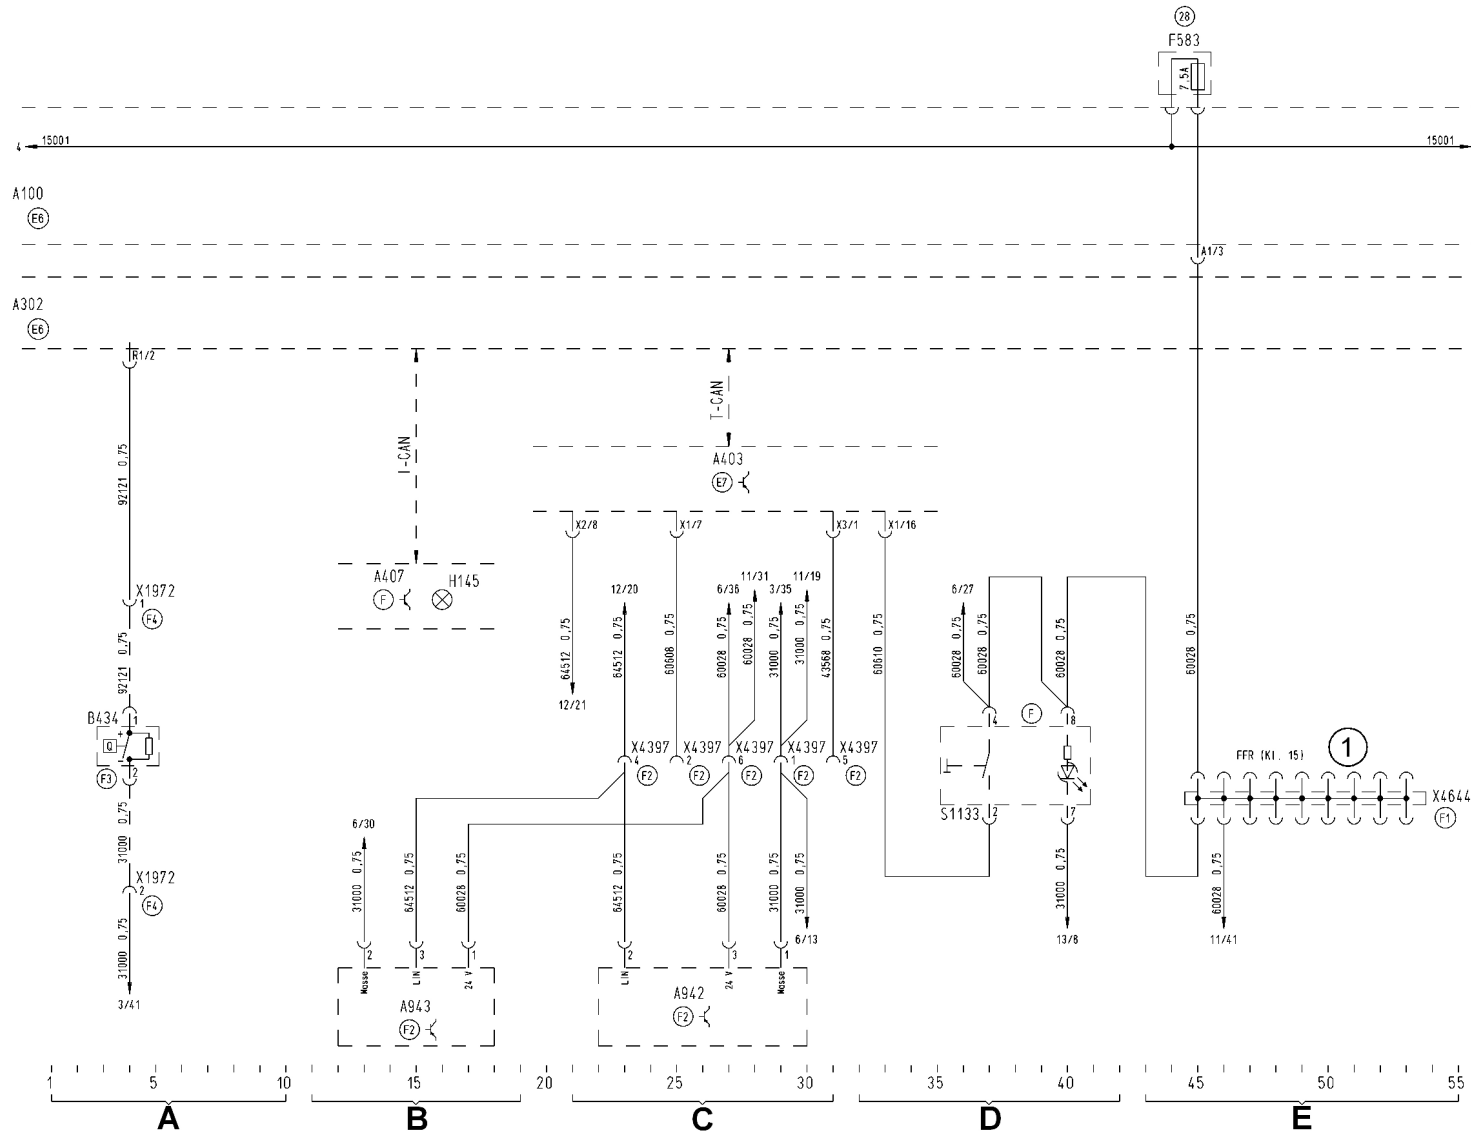 28
F583
7,5A
4
15001
15001
A100
E6
A1/3
A302
E6
R1/2
92121 0,75
I-CAN
T-CAN
A403
E7
X2/8
X1/7
X3/1
X1/16
A407
H145
F
12/20
6/36
11/31
3/35
11/19
6/27
X1972
1
F4
64512 0,75
64512 0,75
60608 0,75
60028 0,75
60028 0,75
31000 0,75
31000 0,75
43568 0,75
60610 0,75
60028 0,75
60028 0,75
60028 0,75
60028 0,75
92121 0,75
12/21
B434
1
+
Q
-
F3
2
4
F
8
X4397
4
F2
X4397
2
F2
X4397
6
F2
X4397
1
F2
X4397
5
F2
FFR (Kl. 15)
1
X4644
F1
S1133
2
7
31000 0,75
6/30
X1972
2
F4
31000 0,75
64512 0,75
60028 0,75
64512 0,75
60028 0,75
31000 0,75
31000 0,75
31000 0,75
60028 0,75
6/13
13/8
11/41
31000 0,75
3/41
2
3
1
2
3
1
Masse
LIN
24 V
LIN
24 V
Masse
A943
F2
A942
F2
1 5 10 15 20 25 30 35 40 45 50 55
A B C D E